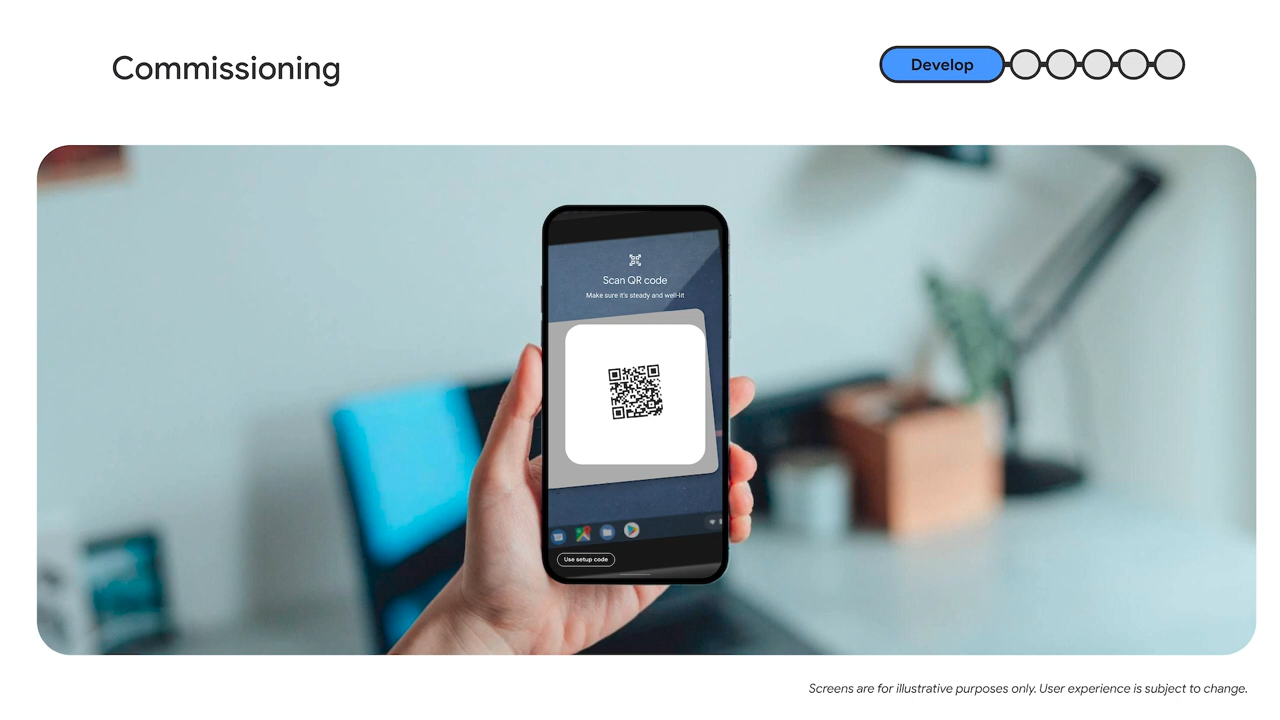 Commissioning
Develop
Scan QR code
Make sure it's steady and well-lit
Use setup code
Screens are for illustrative purposes only. User experience is subject to change.